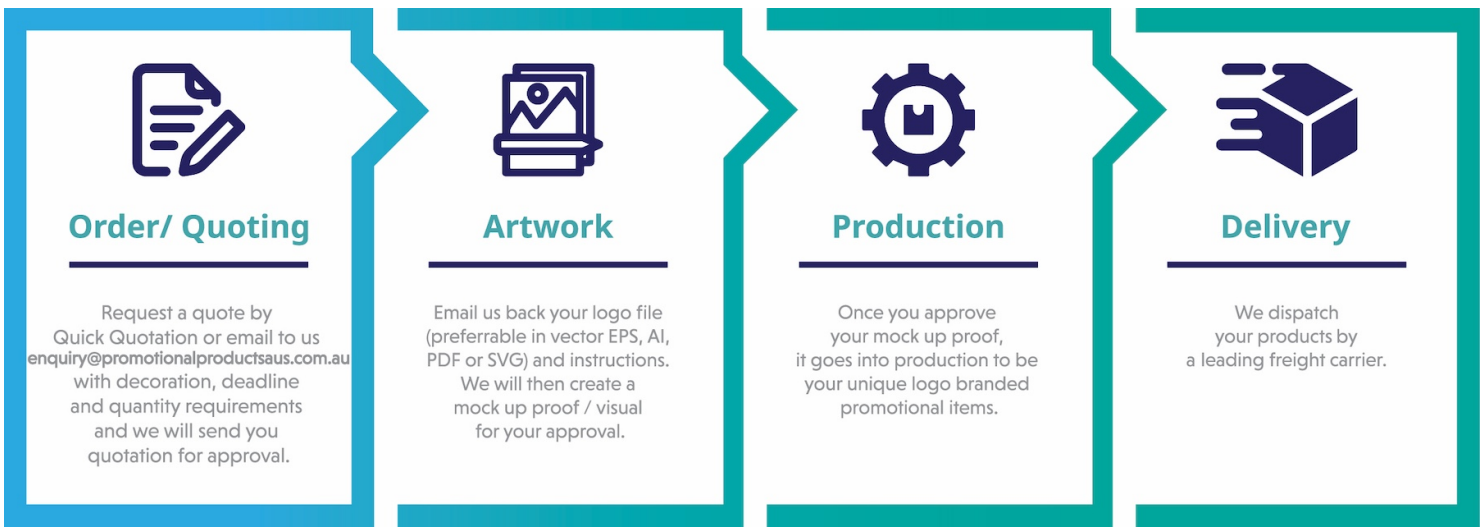 Order/ Quoting
Request a quote by
Quick Quotation or email to us
enquiry@promotionalproductsaus.com.au
with decoration, deadline
and quantity requirements
and we will send you
quotation for approval.
Artwork
Email us back your logo file
(preferrable in vector EPS, AI,
PDF or SVG) and instructions.
We will then create a
mock up proof / visual
for your approval.
Production
Once you approve
your mock up proof,
it goes into production to be
your unique logo branded
promotional items.
Delivery
We dispatch
your products by
a leading freight carrier.